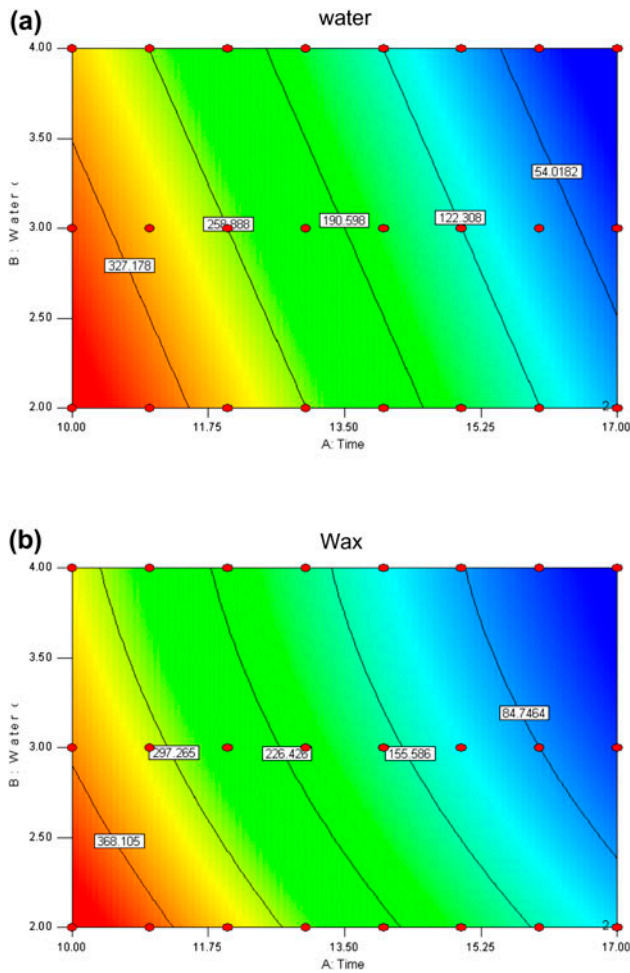 (a) water
4.00
3.50
3.00
2.50
2.00
B: Water c
327.178
258.888
190.598
122.308
54.0182
2
10.00 11.75 13.50 15.25 17.00
A: Time
(b) Wax
4.00
3.50
3.00
2.50
2.00
B: Water c
368.105
297.265
226.426
155.586
84.7464
2
10.00 11.75 13.50 15.25 17.00
A: Time